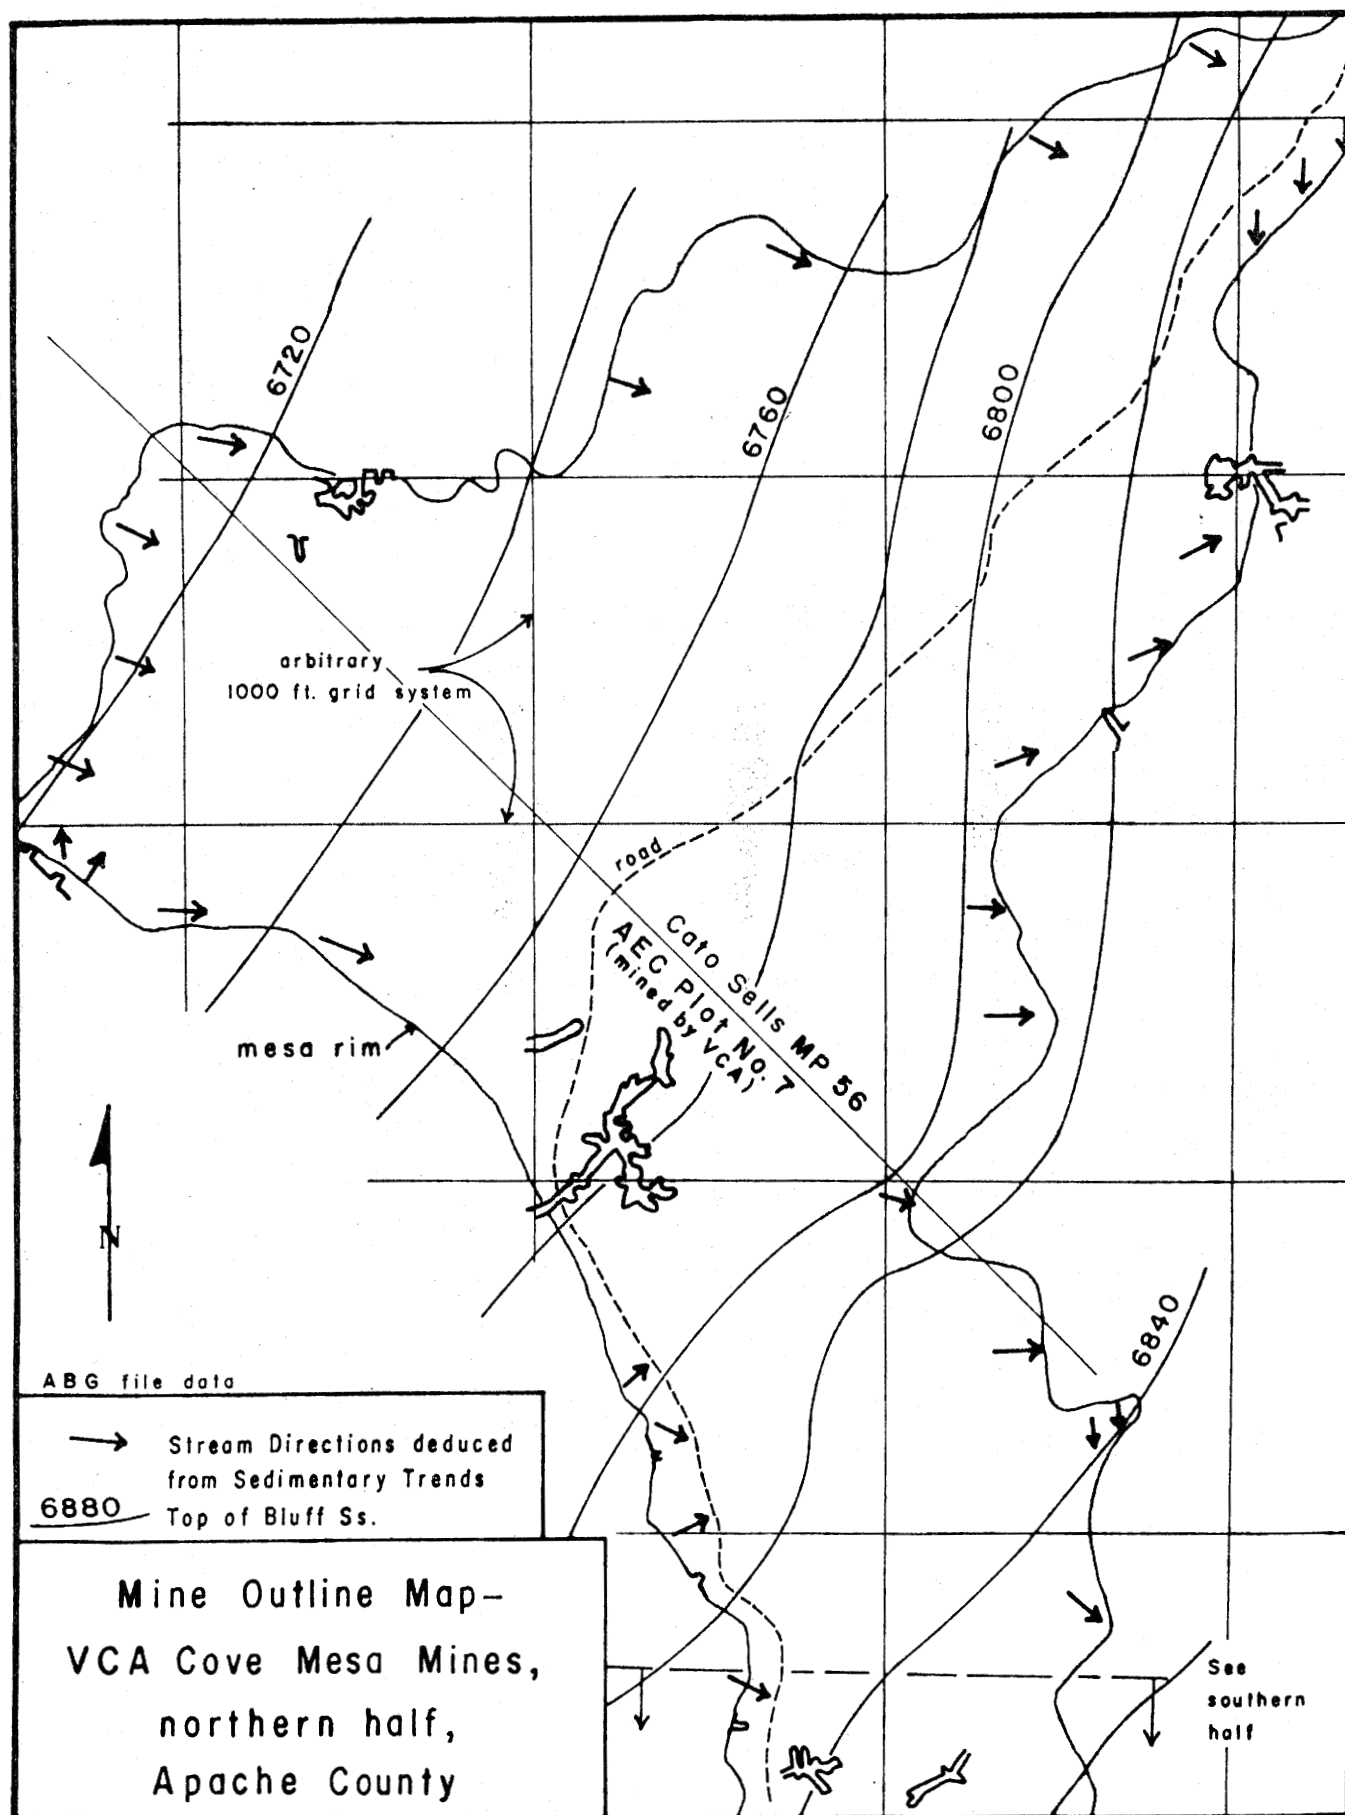 6720
6760
6800
arbitrary
1000 ft. grid system
road
Cato Sells MP 56
AEC Plot No. 7
(mined by VCA)
mesa rim
N
6840
ABG file data
Stream Directions deduced
from Sedimentary Trends
6880 Top of Bluff Ss.
Mine Outline Map-
VCA Cove Mesa Mines,
northern half,
Apache County
See
southern
half